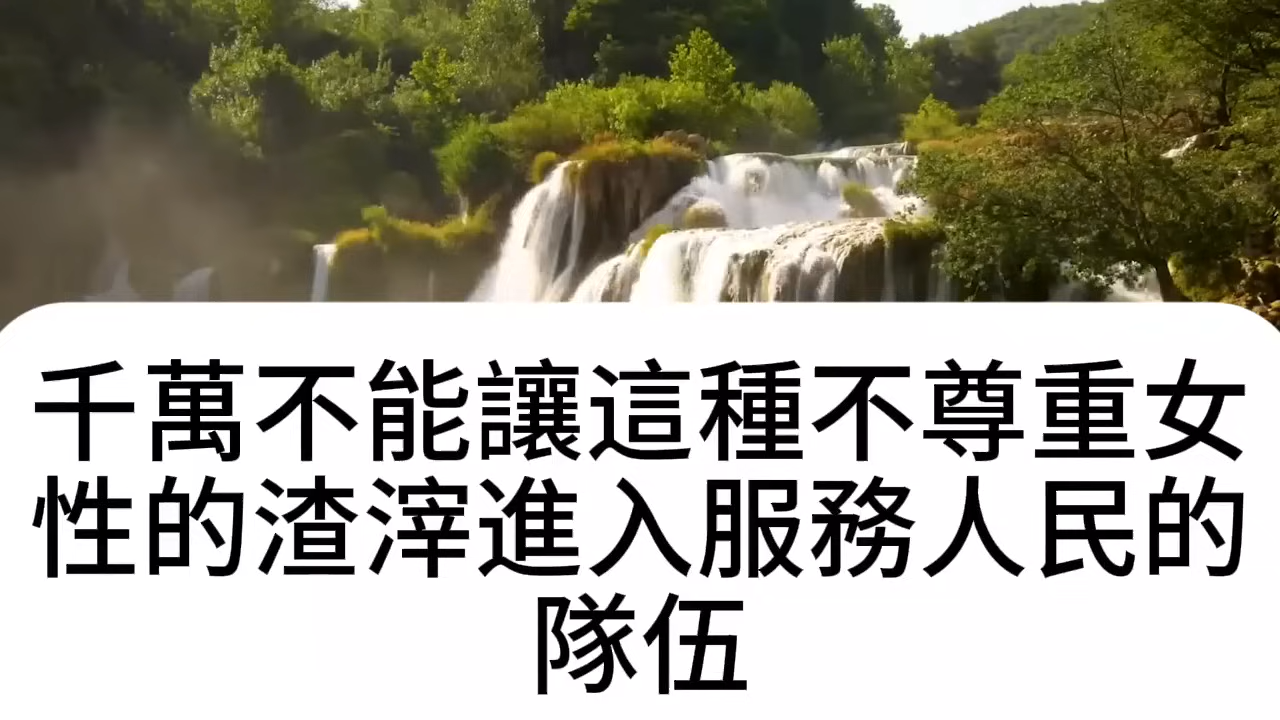 千萬不能讓這種不尊重女
性的渣滓進入服務人民的
隊伍